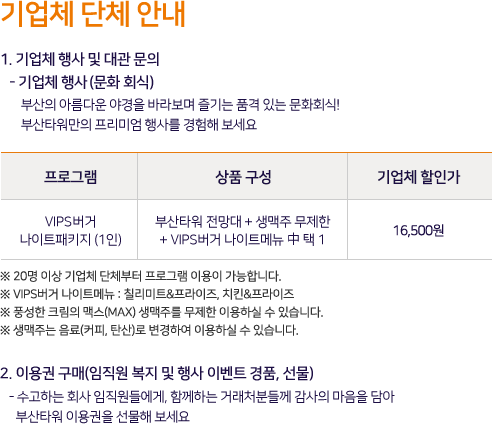 기업체 단체 안내
1. 기업체 행사 및 대관 문의
- 기업체 행사 (문화 회식)
부산의 아름다운 야경을 바라보며 즐기는 품격 있는 문화회식!
부산타워만의 프리미엄 행사를 경험해 보세요
프로그램 상품 구성 기업체 할인가
VIPS버거 부산타워 전망대 + 생맥주 무제한
나이트패키지 (1인) + VIPS버거 나이트메뉴 中 택 1 16,500원
※ 20명 이상 기업체 단체부터 프로그램 이용이 가능합니다.
※ VIPS버거 나이트메뉴 : 칠리미트&프라이즈, 치킨&프라이즈
※ 풍성한 크림의 맥스(MAX) 생맥주를 무제한 이용하실 수 있습니다.
※ 생맥주는 음료(커피, 탄산)로 변경하여 이용하실 수 있습니다.
2. 이용권 구매(임직원 복지 및 행사 이벤트 경품, 선물)
- 수고하는 회사 임직원들에게, 함께하는 거래처분들께 감사의 마음을 담아
부산타워 이용권을 선물해 보세요